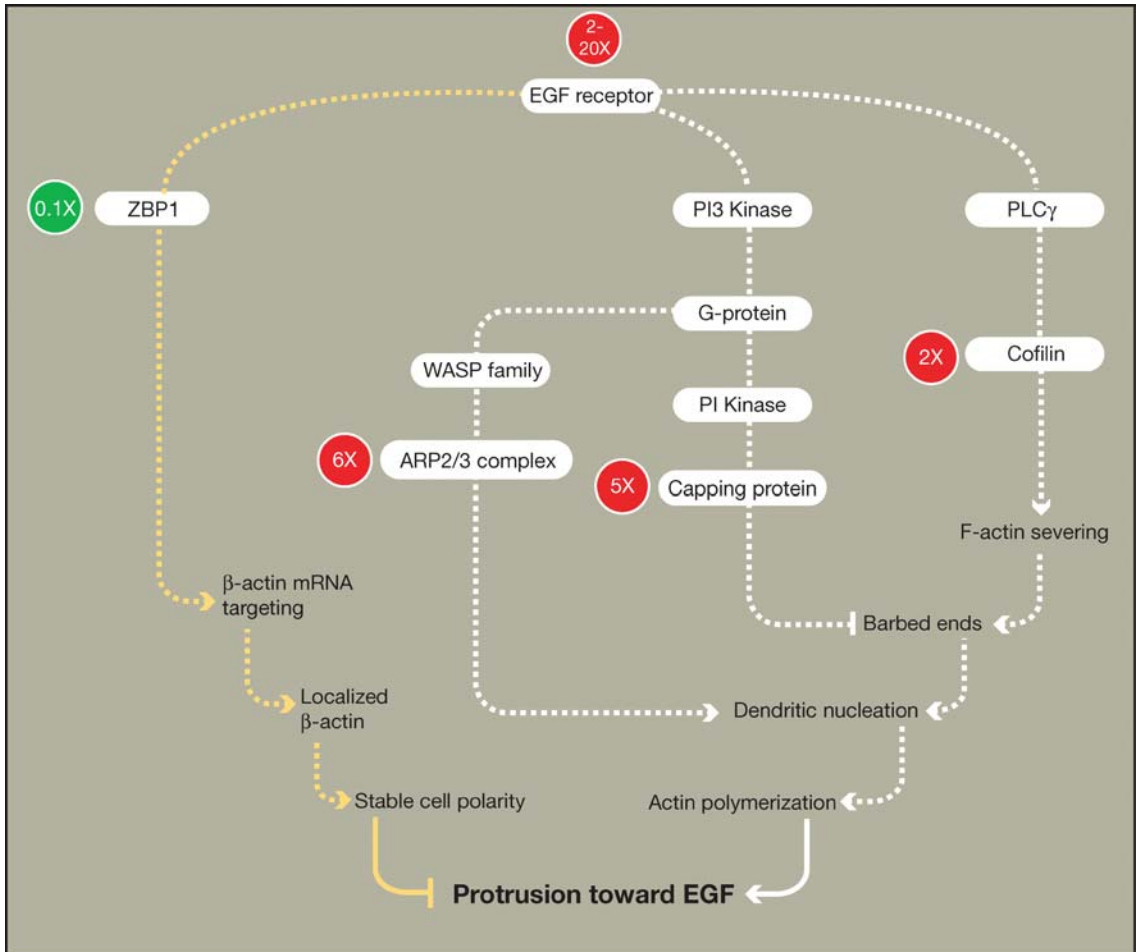 2-
20X
EGF receptor
0.1X
ZBP1
PI3 Kinase
PLCγ
G-protein
2X
Cofilin
WASP family
PI Kinase
6X
ARP2/3 complex
5X
Capping protein
F-actin severing
β-actin mRNA
targeting
Barbed ends
Localized
β-actin
Dendritic nucleation
Stable cell polarity
Actin polymerization
Protrusion toward EGF